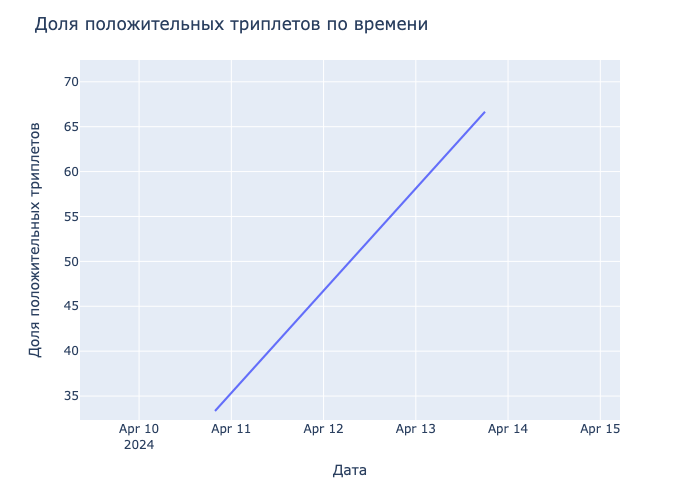 Доля положительных триплетов по времени
Доля положительных триплетов
70
65
60
55
50
45
40
35
Apr 10
2024
Apr 11
Apr 12
Apr 13
Apr 14
Apr 15
Дата